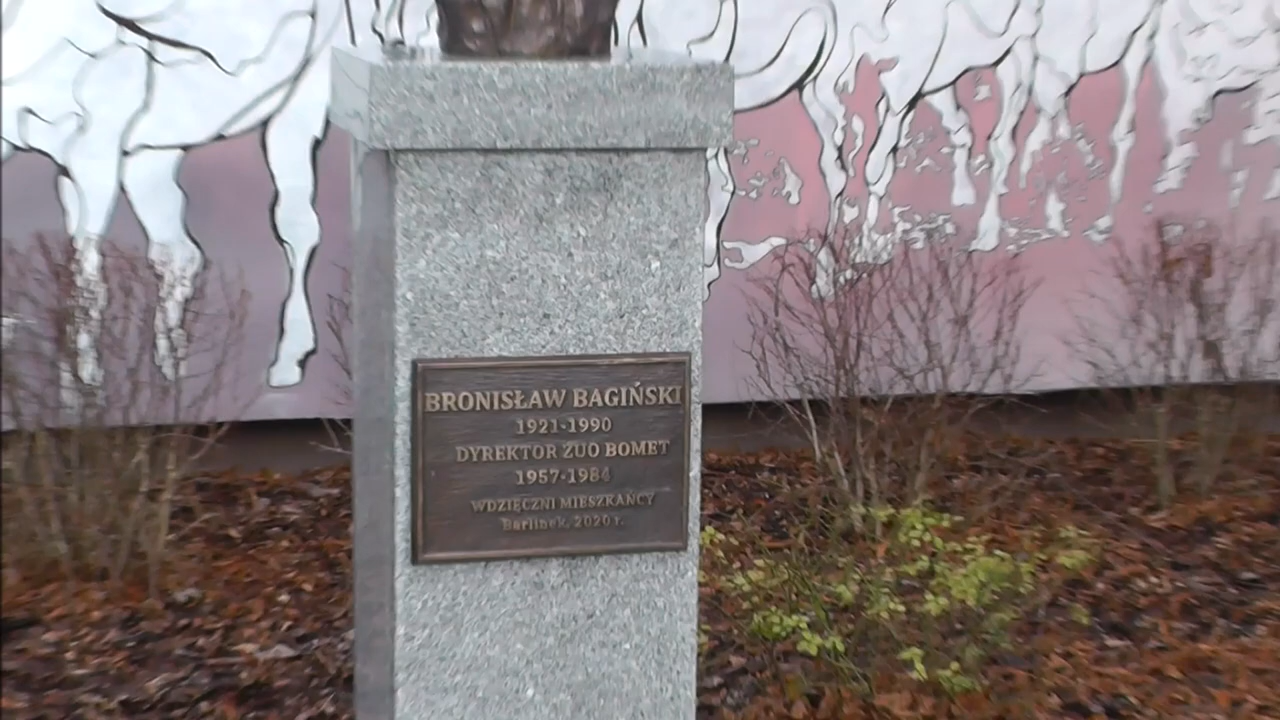 BRONISŁAW BAGIŃSKI
1921-1990
DYREKTOR ZUO BOMET
1957-1984
WDZIĘCZNI MIESZKAŃCY
Barlinek, 2020 r.